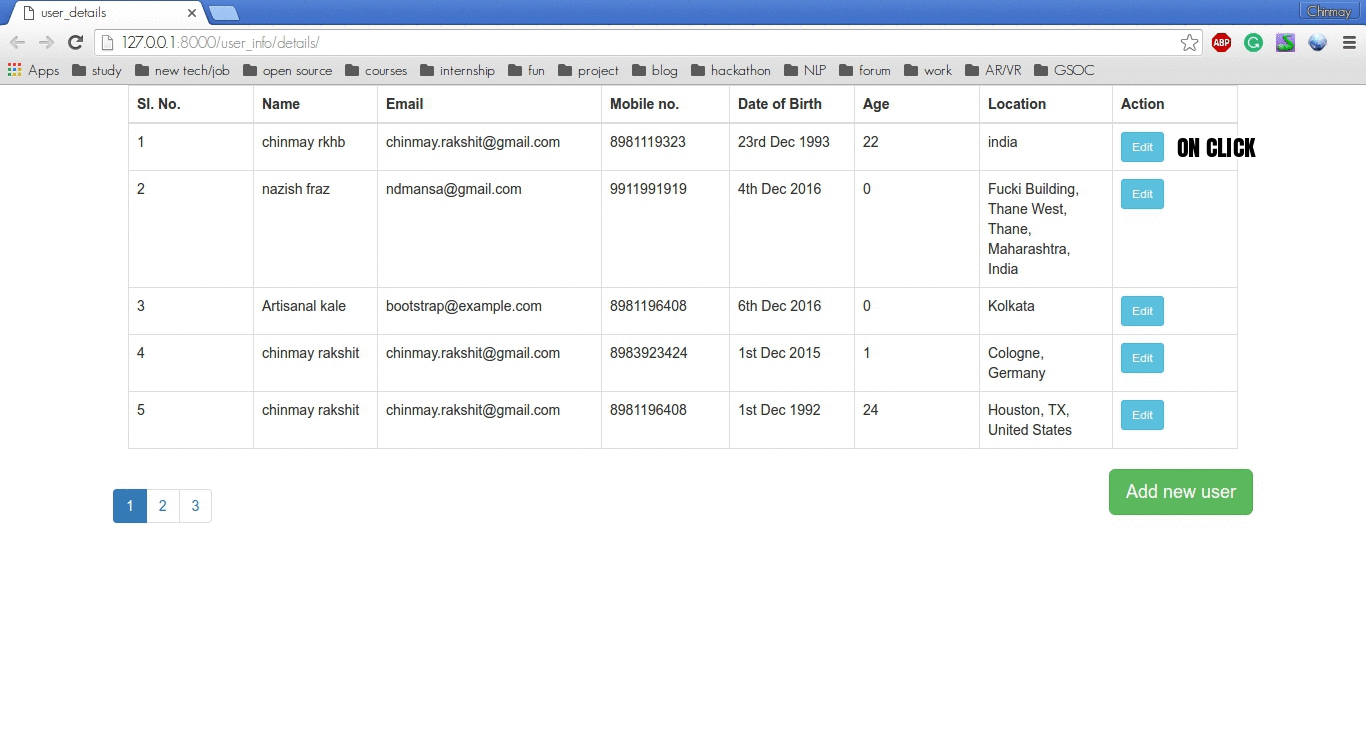 user_details
Chinmay
127.0.0.1:8000/user_info/details/
ABP
Apps study new tech/job open source courses internship fun project blog hackathon NLP forum work AR/VR GSOC
Sl. No. Name Email Mobile no. Date of Birth Age Location Action
1 chinmay rkhb chinmay.rakshit@gmail.com 8981119323 23rd Dec 1993 22 india Edit ON CLICK
2 nazish fraz ndmansa@gmail.com 9911991919 4th Dec 2016 0 Fucki Building, Edit
Thane West,
Thane,
Maharashtra,
India
3 Artisanal kale bootstrap@example.com 8981196408 6th Dec 2016 0 Kolkata Edit
4 chinmay rakshit chinmay.rakshit@gmail.com 8983923424 1st Dec 2015 1 Cologne, Edit
Germany
5 chinmay rakshit chinmay.rakshit@gmail.com 8981196408 1st Dec 1992 24 Houston, TX, Edit
United States
1 2 3
Add new user